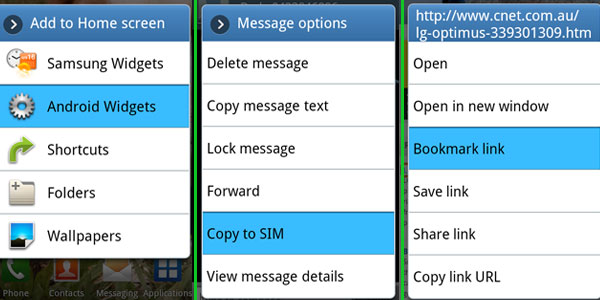 Add to Home screen
Samsung Widgets
Android Widgets
Shortcuts
Folders
Wallpapers
Phone
Contacts
Messaging
Applications
Message options
Delete message
Copy message text
Lock message
Forward
Copy to SIM
View message details
http://www.cnet.com.au/
lg-optimus-339301309.htm
Open
Open in new window
Bookmark link
Save link
Share link
Copy link URL